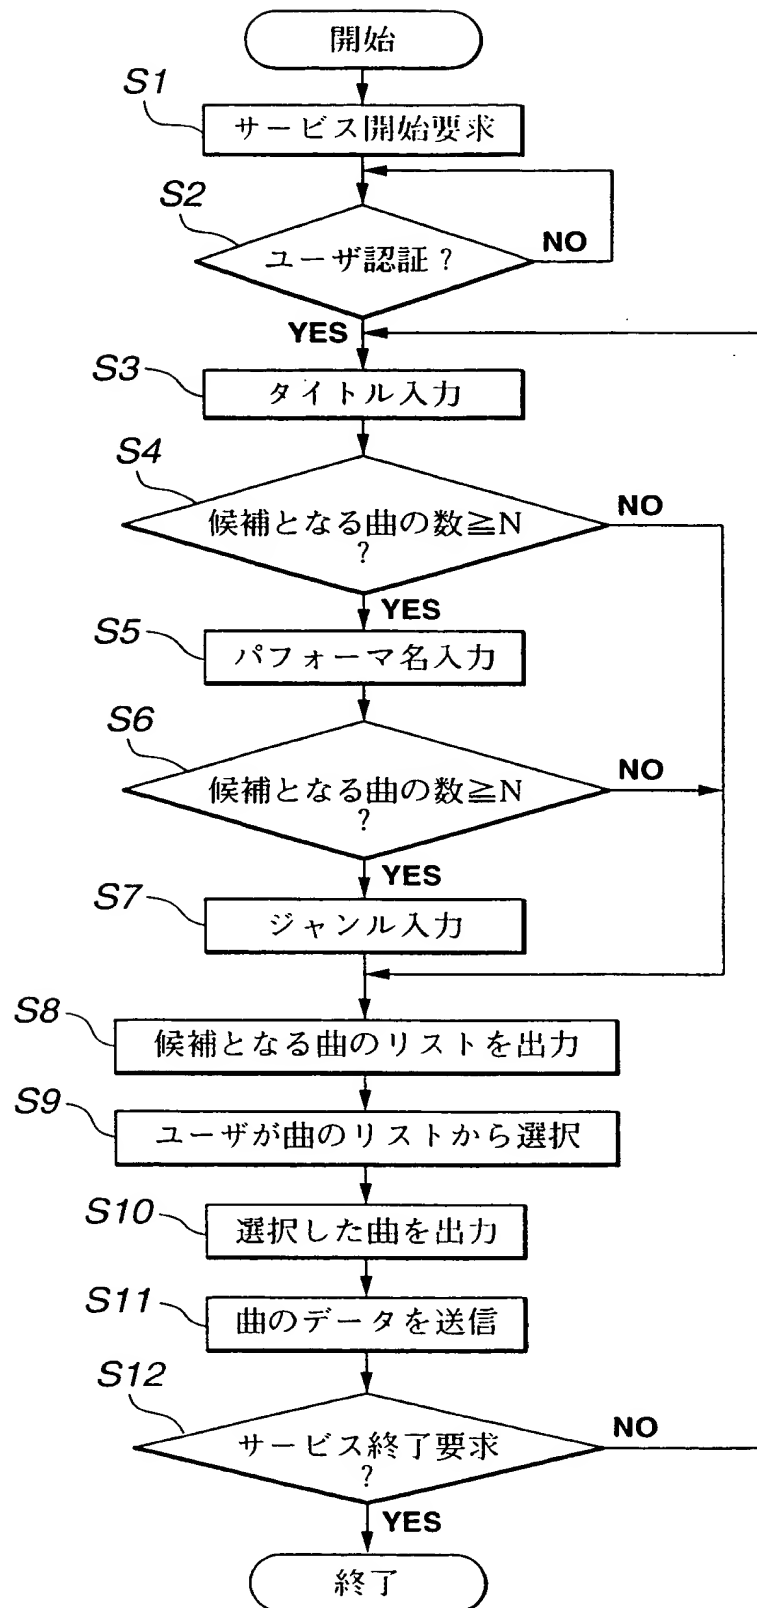 開始
S1
サービス開始要求
S2
ユーザ認証?
NO
YES
S3
タイトル入力
S4
候補となる曲の数≧N
?
NO
YES
S5
パフォーマ名入力
S6
候補となる曲の数≧N
?
NO
YES
S7
ジャンル入力
S8
候補となる曲のリストを出力
S9
ユーザが曲のリストから選択
S10
選択した曲を出力
S11
曲のデータを送信
S12
サービス終了要求
?
NO
YES
終了